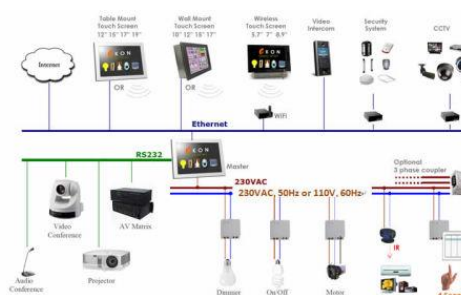 Table Mount
Touch Screen
12" 15" 17" 19"
Wall Mount
Touch Screen
10" 12" 15" 17"
Wireless
Touch Screen
5.7" 7" 8.9"
Video
Intercom
Security
System
CCTV
Internet
EKON
EKON
OR
OR
WiFi
Ethernet
RS232
EKON
Master
230VAC
230VAC, 50Hz or 110V, 60Hz
Optional
3 phase coupler
Video
Conference
AV Matrix
IR
Audio
Conference
Projector
Dimmer
On/Off
Motor